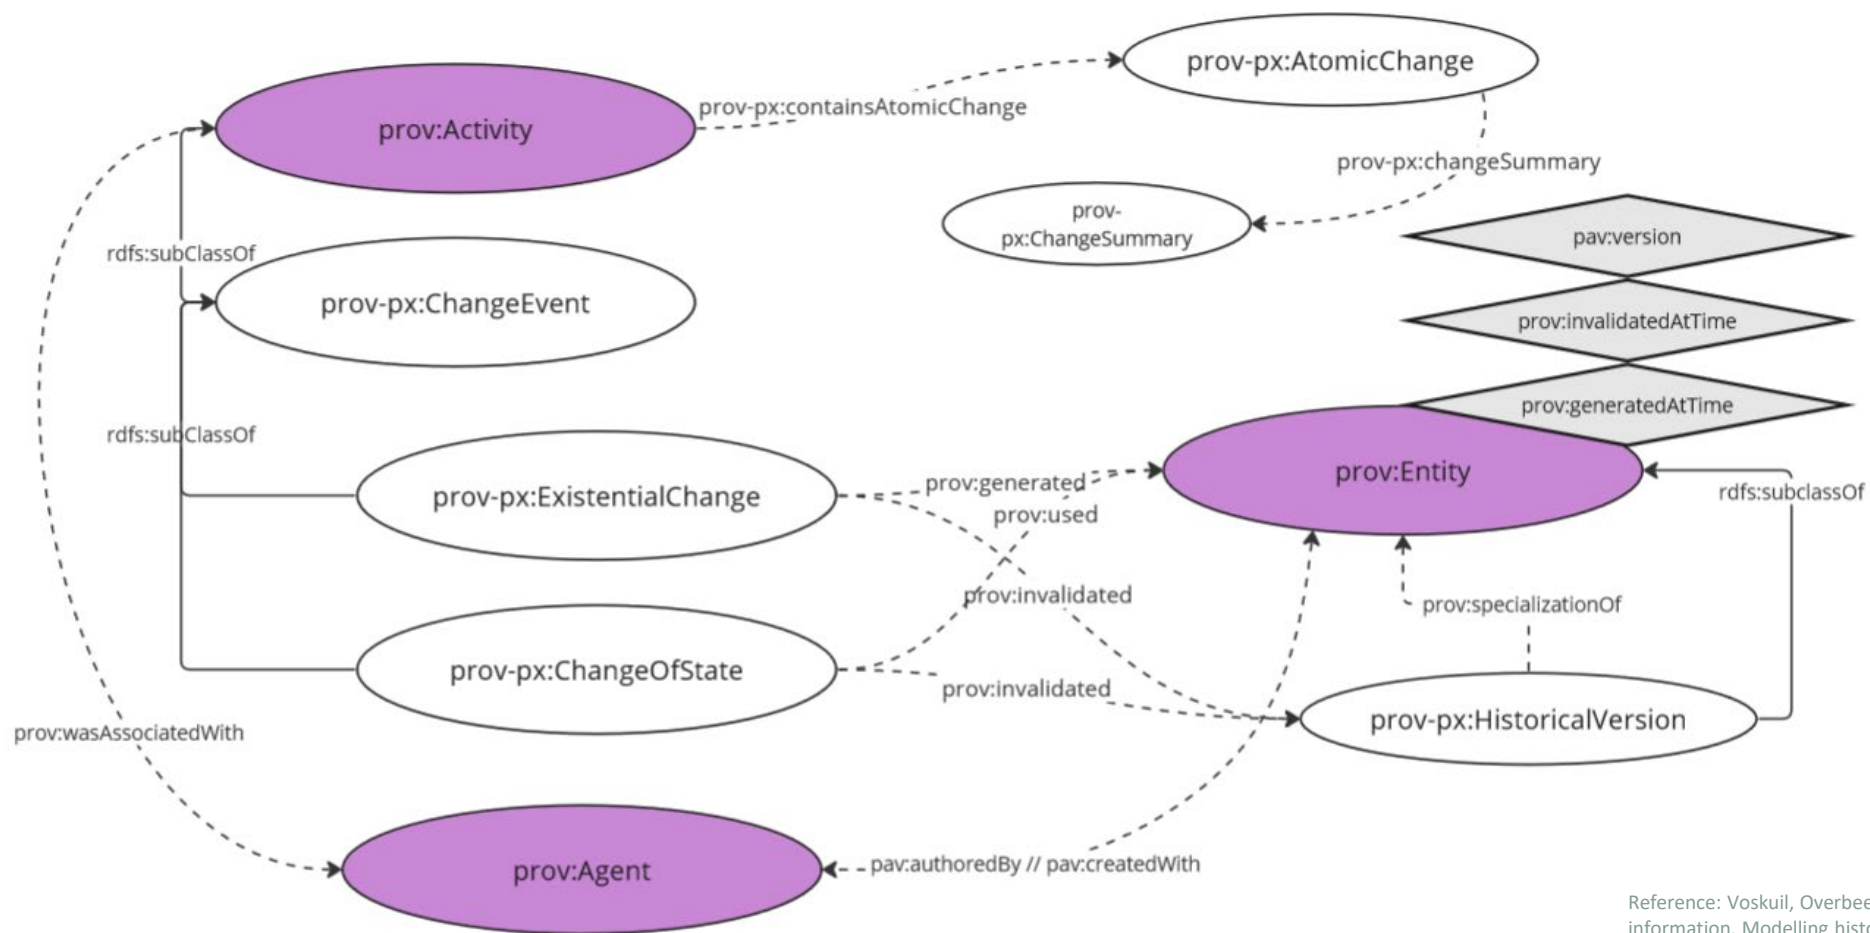 prov-px:AtomicChange
prov-px:containsAtomicChange
prov:Activity
prov-px:changeSummary
prov-
px:ChangeSummary
pav:version
rdfs:subClassOf
prov-px:ChangeEvent
prov:invalidatedAtTime
prov:generatedAtTime
rdfs:subClassOf
prov:Entity
prov:generated
rdfs:subclassOf
prov-px:ExistentialChange
prov:used
prov:invalidated
prov:specializationOf
prov-px:ChangeOfState
prov:invalidated
prov-px:HistoricalVersion
prov:wasAssociatedWith
prov:Agent
pav:authoredBy // pav:createdWith
Reference: Voskuil, Overbee
information. Modelling histo